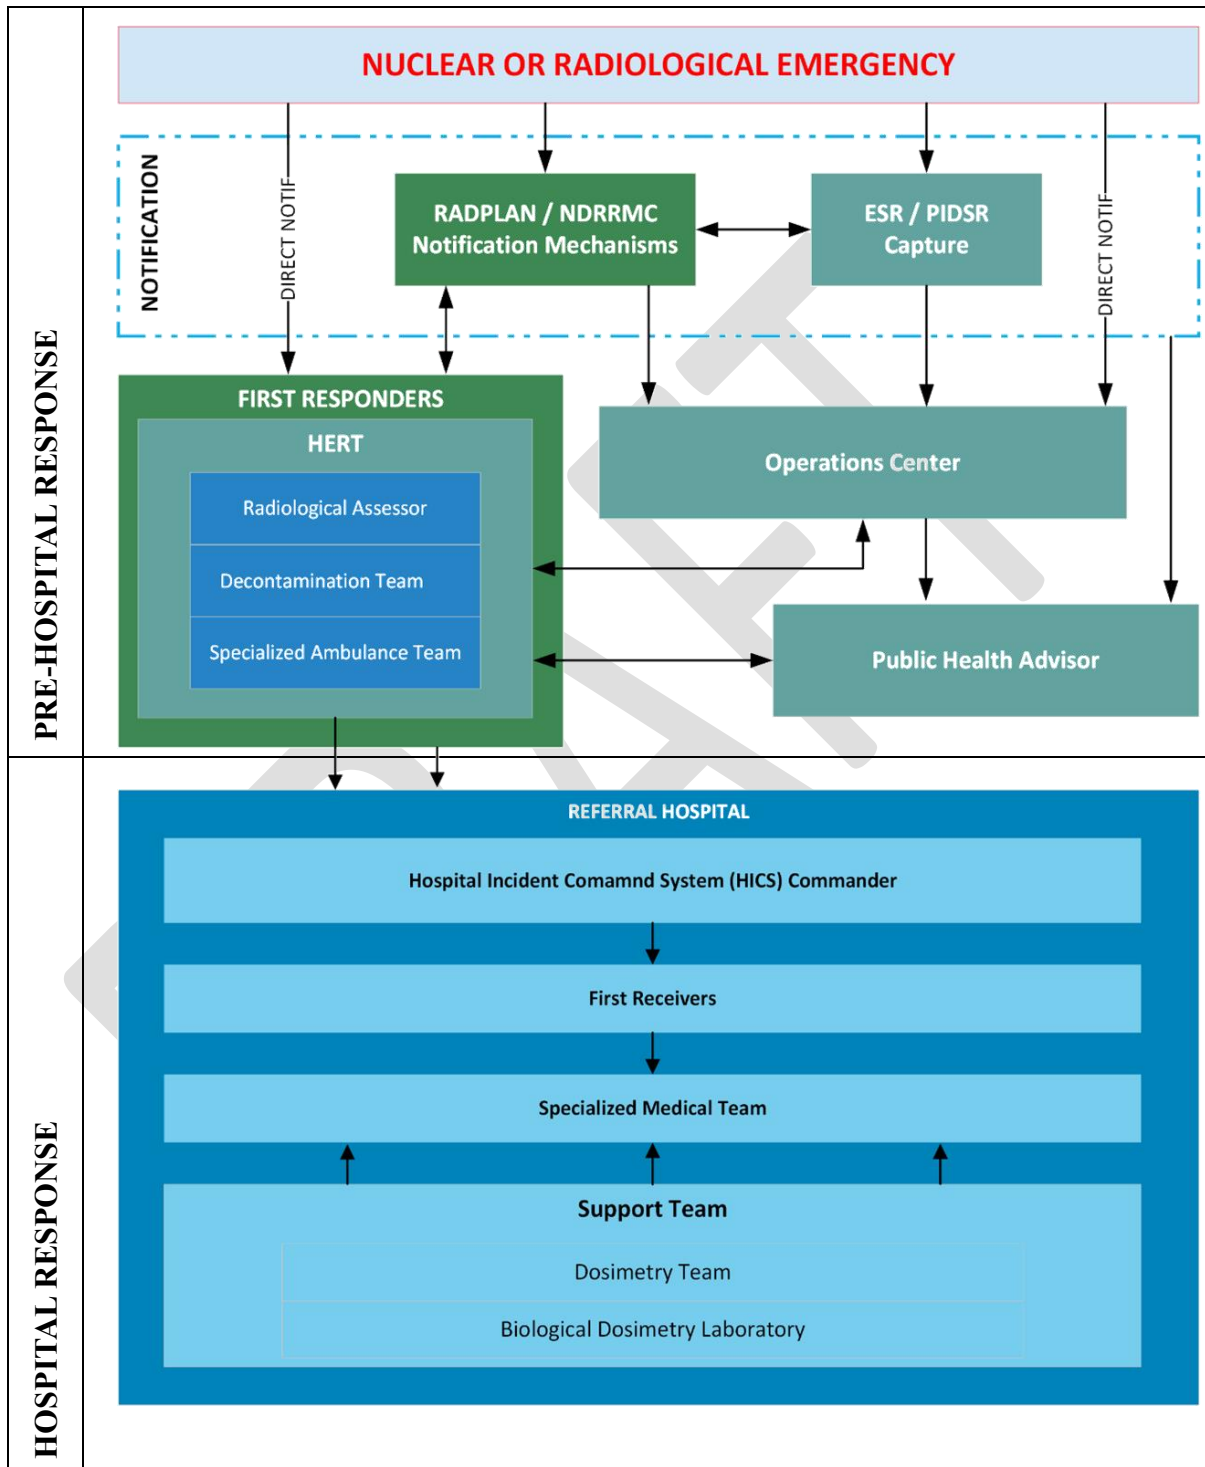 PRE-HOSPITAL RESPONSE
NUCLEAR OR RADIOLOGICAL EMERGENCY
NOTIFICATION
DIRECT NOTIF
RADPLAN / NDRRMC
Notification Mechanisms
ESR / PIDSR
Capture
DIRECT NOTIF
FIRST RESPONDERS
HERT
Radiological Assessor
Decontamination Team
Specialized Ambulance Team
Operations Center
Public Health Advisor
HOSPITAL RESPONSE
REFERRAL HOSPITAL
Hospital Incident Comamnd System (HICS) Commander
First Receivers
Specialized Medical Team
Support Team
Dosimetry Team
Biological Dosimetry Laboratory
DRAFT